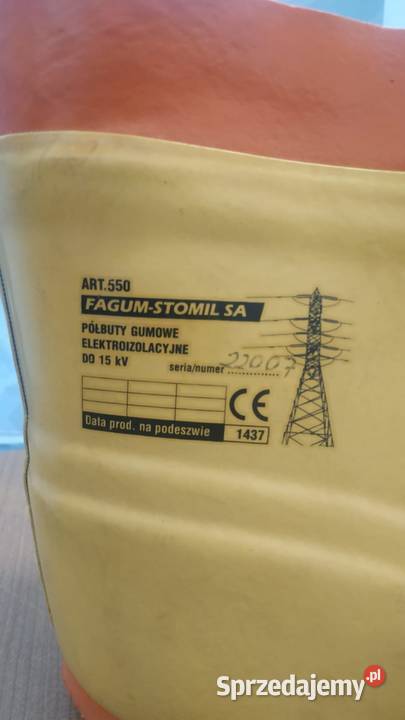 ART.550
FAGUM-STOMIL SA
PÓŁBUTY GUMOWE
ELEKTROIZOLACYJNE
DO 15 kV
seria/numer 22007
CE
Data prod. na podeszwie 1437
Sprzedajemy.pl